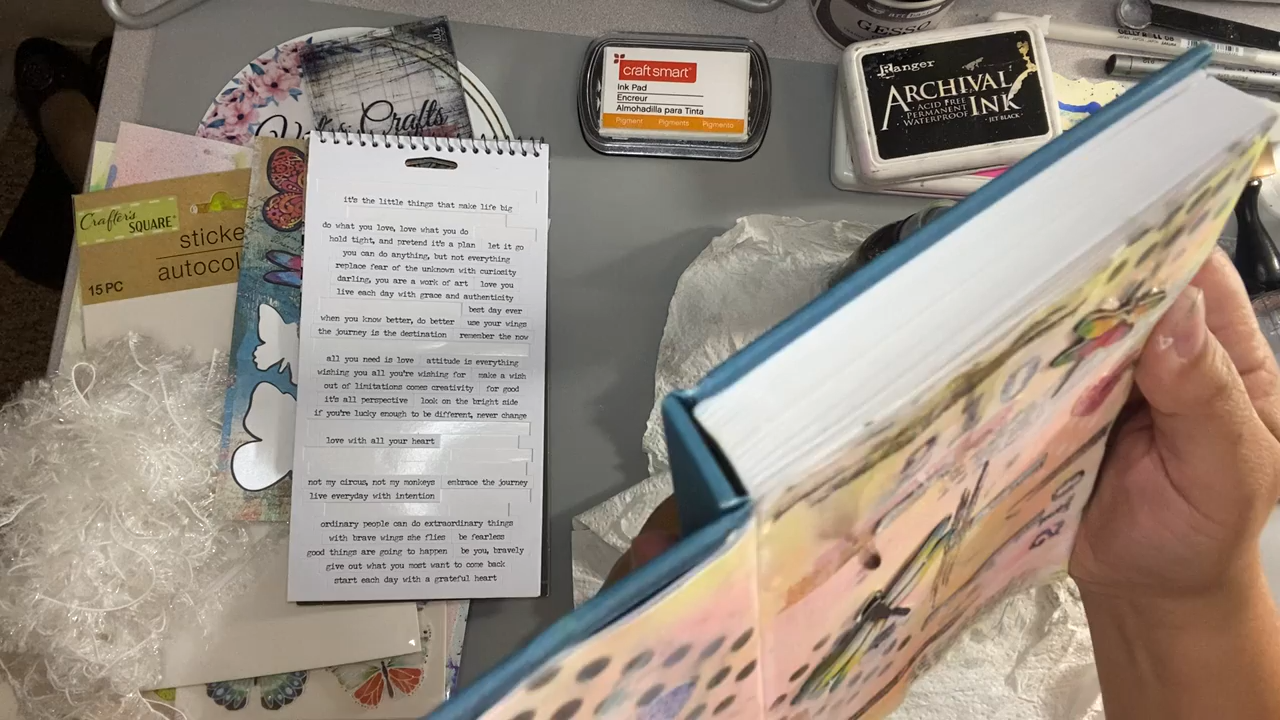 GESSO
GELLY ROLL 08
Ranger
ARCHIVAL
· ACID FREE ·
PERMANENT
WATERPROOF
INK
· JET BLACK ·
craft smart
Ink Pad
Encreur
Almohadilla para Tinta
Pigment Pigments Pigmento
Crafts
Crafter's
SQUARE
sticke
autocol
15 PC
it's the little things that make life big
do what you love, love what you do
hold tight, and pretend it's a plan let it go
you can do anything, but not everything
replace fear of the unknown with curiosity
darling, you are a work of art love you
live each day with grace and authenticity
best day ever
when you know better, do better use your wings
the journey is the destination remember the now
all you need is love attitude is everything
wishing you all you're wishing for make a wish
out of limitations comes creativity for good
it's all perspective look on the bright side
if you're lucky enough to be different, never change
love with all your heart
not my circus, not my monkeys embrace the journey
live everyday with intention
ordinary people can do extraordinary things
with brave wings she flies be fearless
good things are going to happen be you, bravely
give out what you most want to come back
start each day with a grateful heart